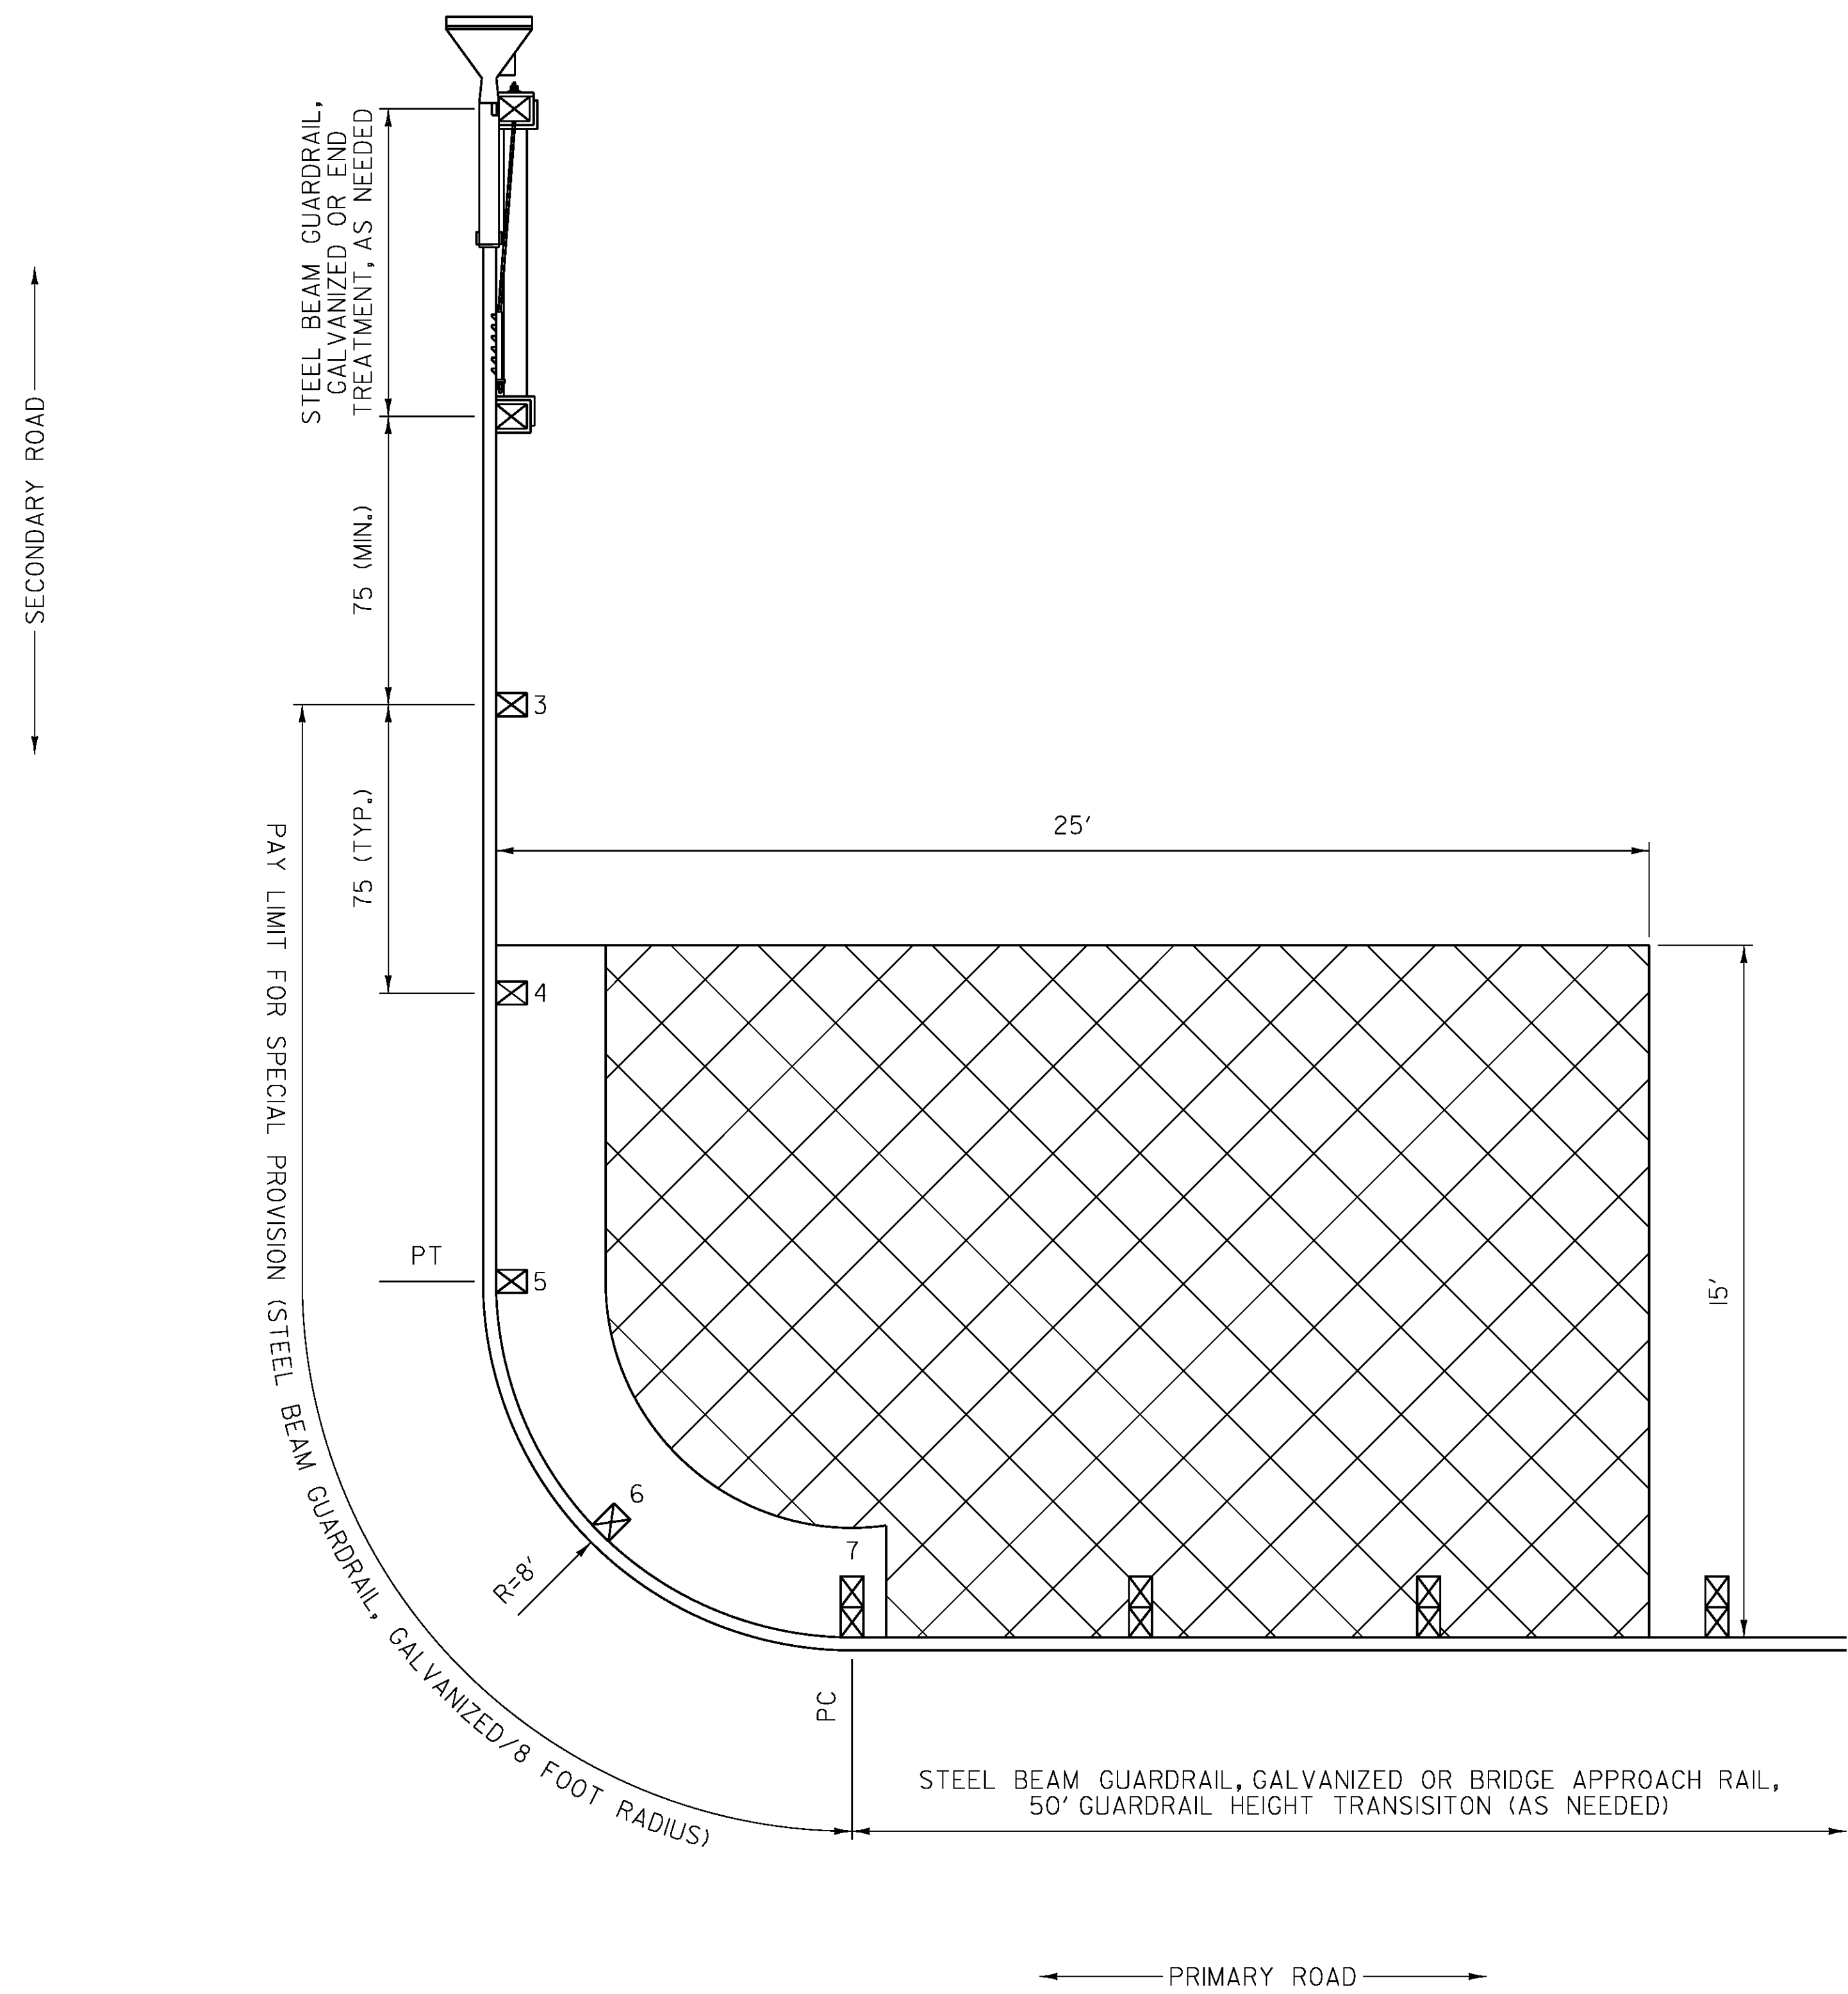 STEEL BEAM GUARDRAIL,
GALVANIZED OR END
TREATMENT, AS NEEDED
SECONDARY ROAD
75 (MIN.)
3
75 (TYP.)
25'
PAY LIMIT FOR SPECIAL PROVISION (STEEL BEAM GUARDRAIL, GALVANIZED/8 FOOT RADIUS)
4
PT
5
15'
6
R=8'
7
PC
STEEL BEAM GUARDRAIL, GALVANIZED OR BRIDGE APPROACH RAIL,
50' GUARDRAIL HEIGHT TRANSISITON (AS NEEDED)
PRIMARY ROAD